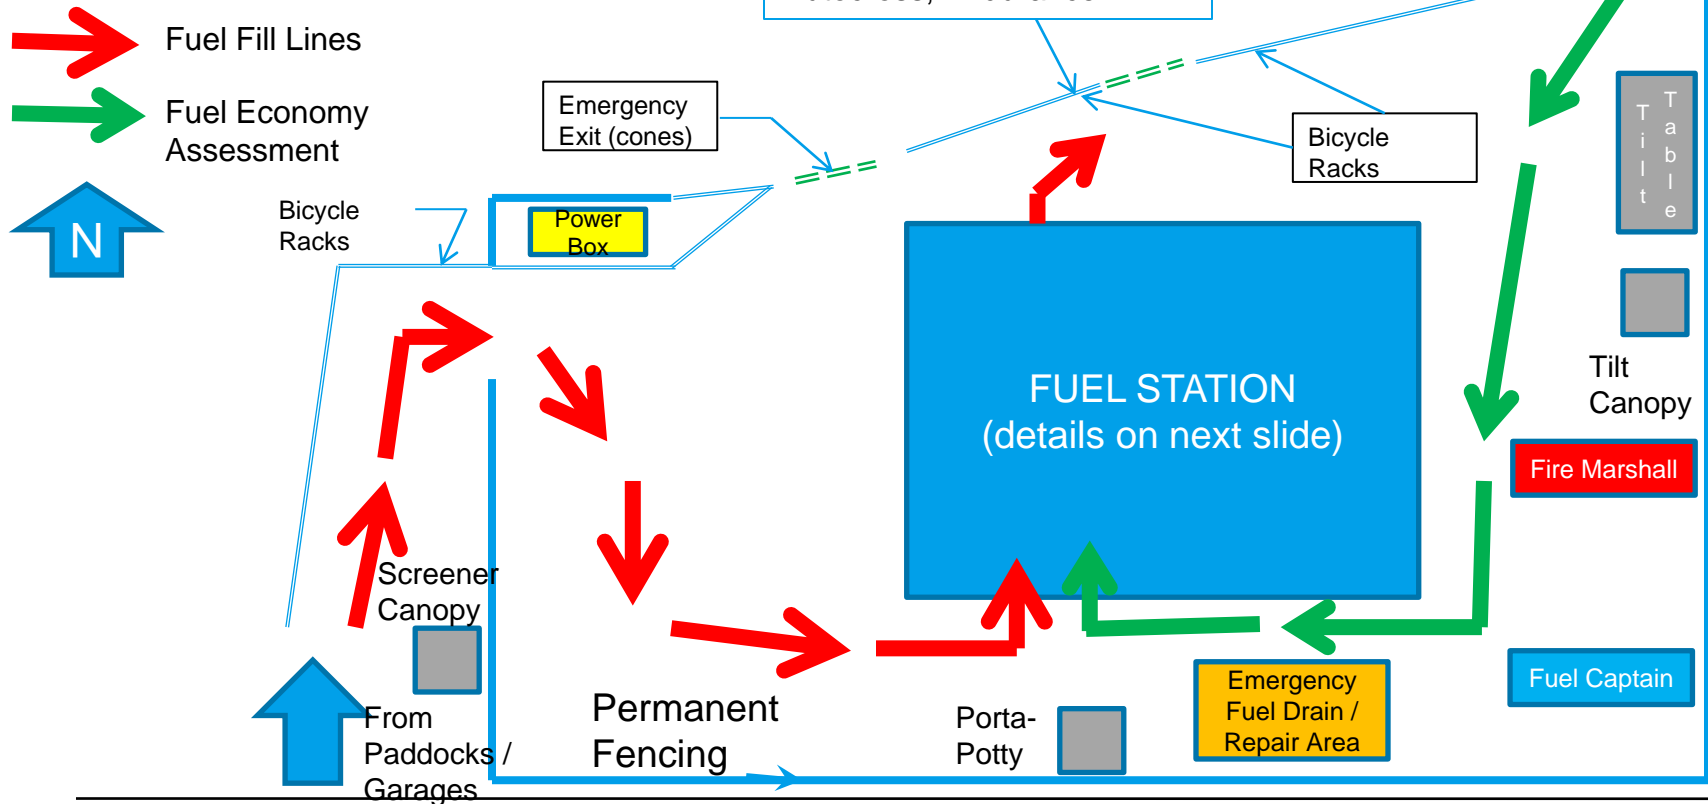 Fuel Fill Lines
Fuel Economy
Assessment
N
Emergency
Exit (cones)
Bicycle
Racks
Tilt
Table
Bicycle
Racks
Power
Box
FUEL STATION
(details on next slide)
Tilt
Canopy
Fire Marshall
Screener
Canopy
Fuel Captain
From
Paddocks /
Garages
Permanent
Fencing
Porta-
Potty
Emergency
Fuel Drain /
Repair Area